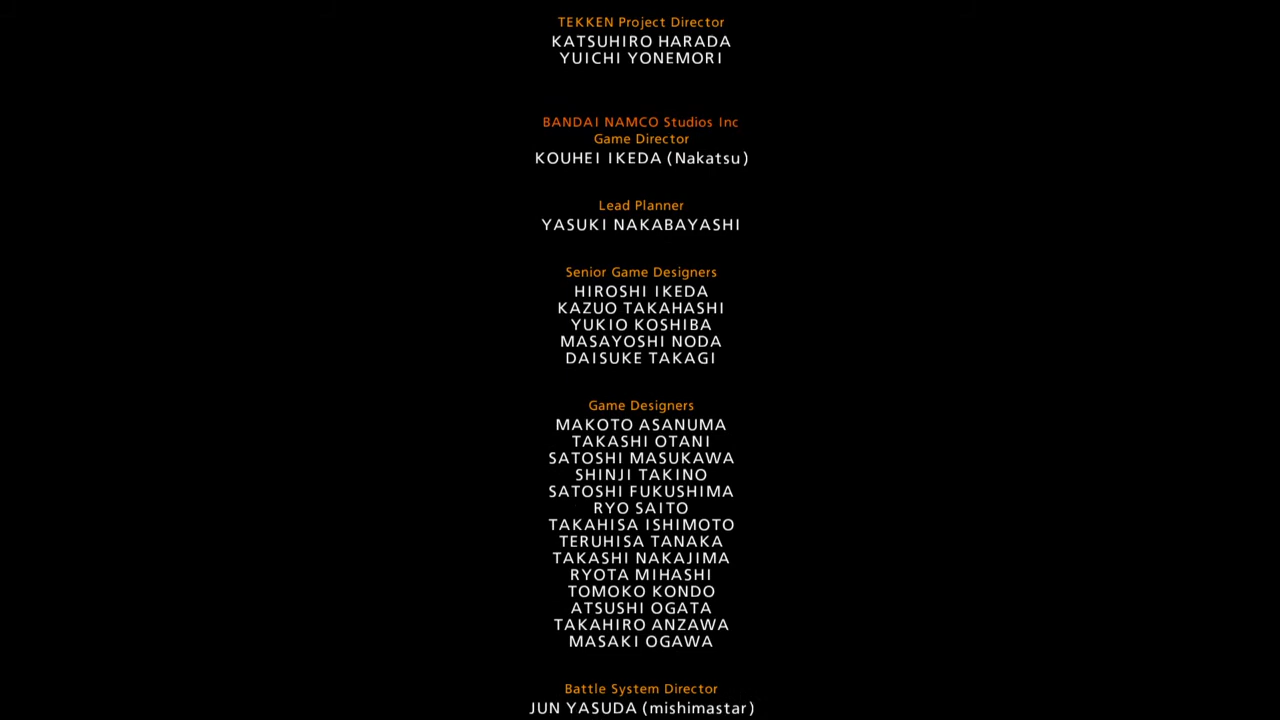 TEKKEN Project Director
KATSUHIRO HARADA
YUICHI YONEMORI
BANDAI NAMCO Studios Inc
Game Director
KOUHEI IKEDA (Nakatsu)
Lead Planner
YASUKI NAKABAYASHI
Senior Game Designers
HIROSHI IKEDA
KAZUO TAKAHASHI
YUKIO KOSHIBA
MASAYOSHI NODA
DAISUKE TAKAGI
Game Designers
MAKOTO ASANUMA
TAKASHI OTANI
SATOSHI MASUKAWA
SHINJI TAKINO
SATOSHI FUKUSHIMA
RYO SAITO
TAKAHISA ISHIMOTO
TERUHISA TANAKA
TAKASHI NAKAJIMA
RYOTA MIHASHI
TOMOKO KONDO
ATSUSHI OGATA
TAKAHIRO ANZAWA
MASAKI OGAWA
Battle System Director
JUN YASUDA (mishimastar)